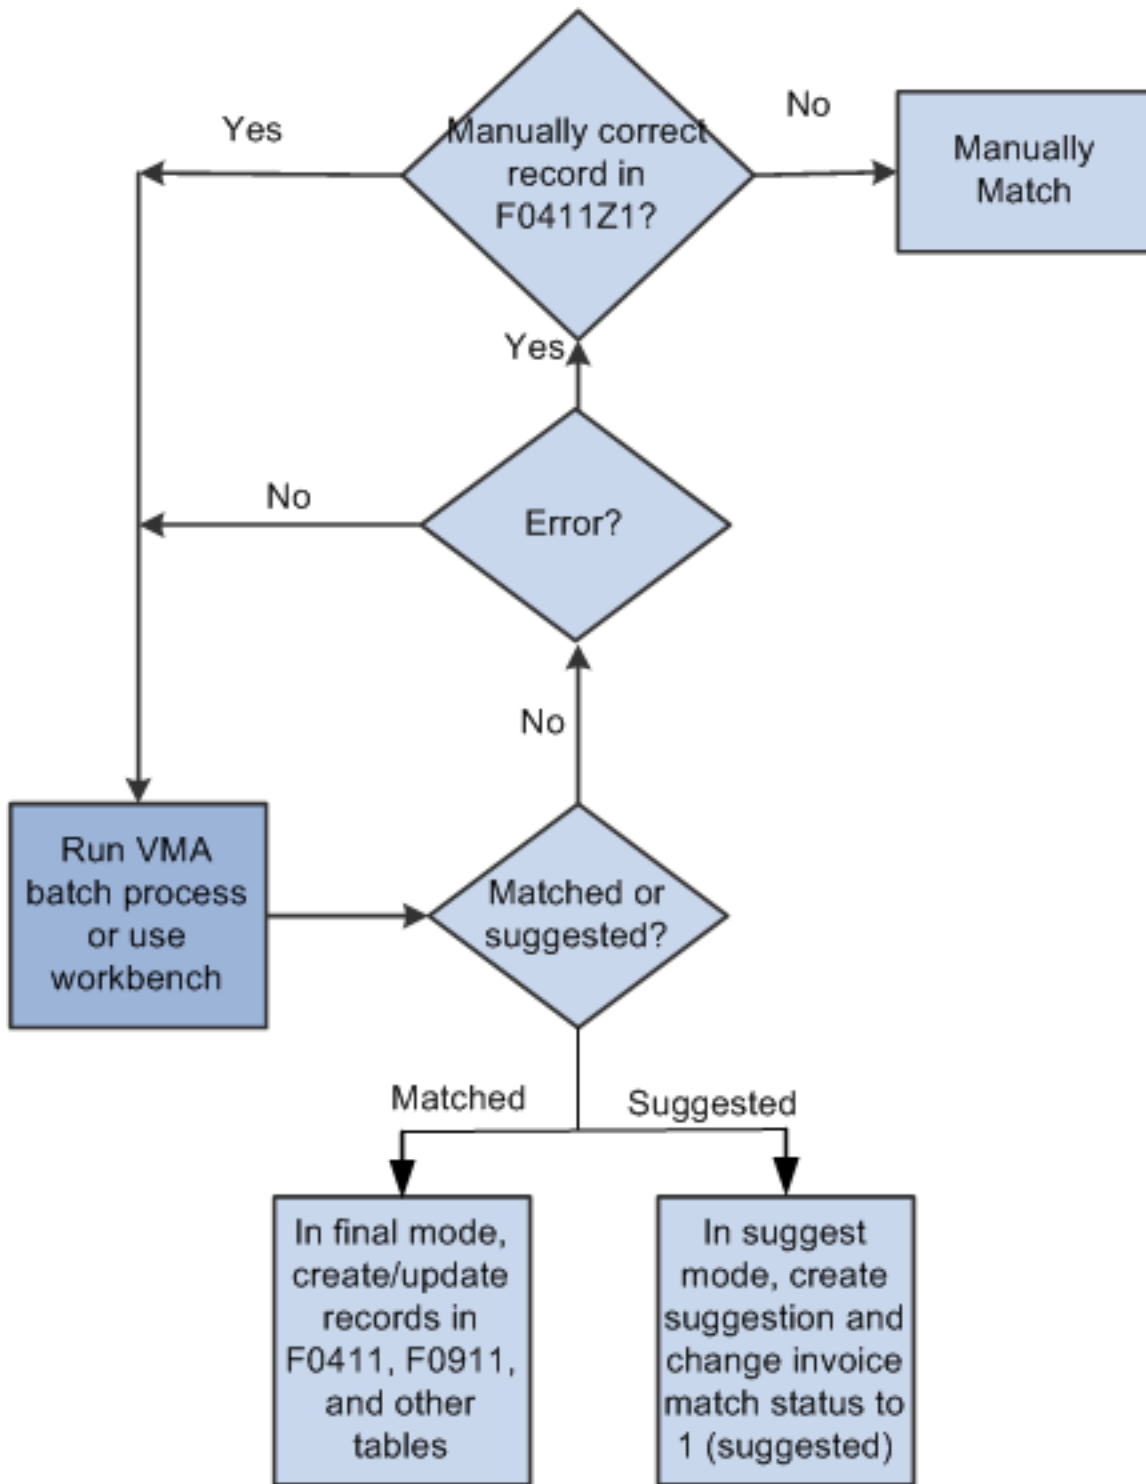 Yes
Manually correct
record in
F0411Z1?
No
Manually
Match
Yes
No
Error?
No
Run VMA
batch process
or use
workbench
Matched or
suggested?
Matched
Suggested
In final mode,
create/update
records in
F0411, F0911,
and other
tables
In suggest
mode, create
suggestion and
change invoice
match status to
1 (suggested)